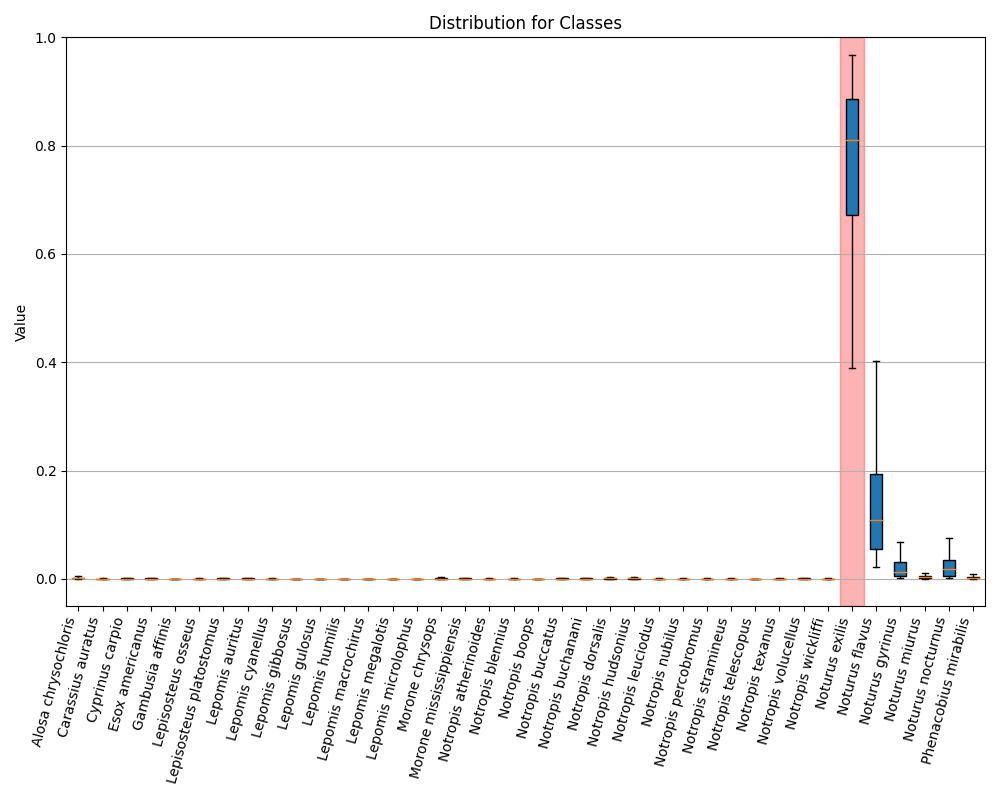 Distribution for Classes
Value
1.0
0.8
0.6
0.4
0.2
0.0
Alosa chrysochloris
Carassius auratus
Cyprinus carpio
Esox americanus
Gambusia affinis
Lepisosteus osseus
Lepisosteus platostomus
Lepomis auritus
Lepomis cyanellus
Lepomis gibbosus
Lepomis gulosus
Lepomis humilis
Lepomis macrochirus
Lepomis megalotis
Lepomis microlophus
Morone chrysops
Morone mississippiensis
Notropis atherinoides
Notropis blennius
Notropis boops
Notropis buccatus
Notropis buchanani
Notropis dorsalis
Notropis hudsonius
Notropis leuciodus
Notropis nubilus
Notropis percobromus
Notropis stramineus
Notropis telescopus
Notropis texanus
Notropis volucellus
Notropis wickliffi
Noturus exilis
Noturus flavus
Noturus gyrinus
Noturus miurus
Noturus nocturnus
Phenacobius mirabilis